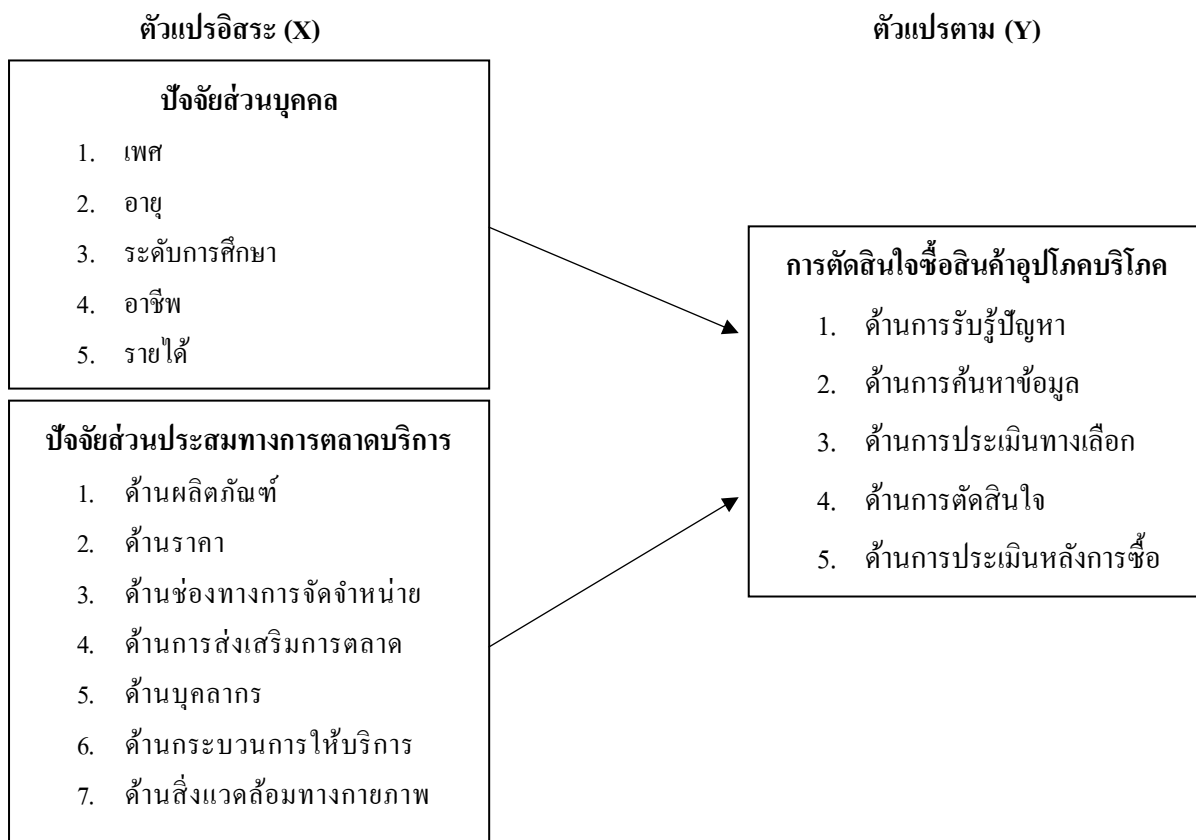 ตัวแปรอิสระ (X)
ตัวแปรตาม (Y)
ปัจจัยส่วนบุคคล
1. เพศ
2. อายุ
3. ระดับการศึกษา
4. อาชีพ
5. รายได้
ปัจจัยส่วนประสมทางการตลาดบริการ
1. ด้านผลิตภัณฑ์
2. ด้านราคา
3. ด้านช่องทางการจัดจำหน่าย
4. ด้านการส่งเสริมการตลาด
5. ด้านบุคลากร
6. ด้านกระบวนการให้บริการ
7. ด้านสิ่งแวดล้อมทางกายภาพ
การตัดสินใจซื้อสินค้าอุปโภคบริโภค
1. ด้านการรับรู้ปัญหา
2. ด้านการค้นหาข้อมูล
3. ด้านการประเมินทางเลือก
4. ด้านการตัดสินใจ
5. ด้านการประเมินหลังการซื้อ